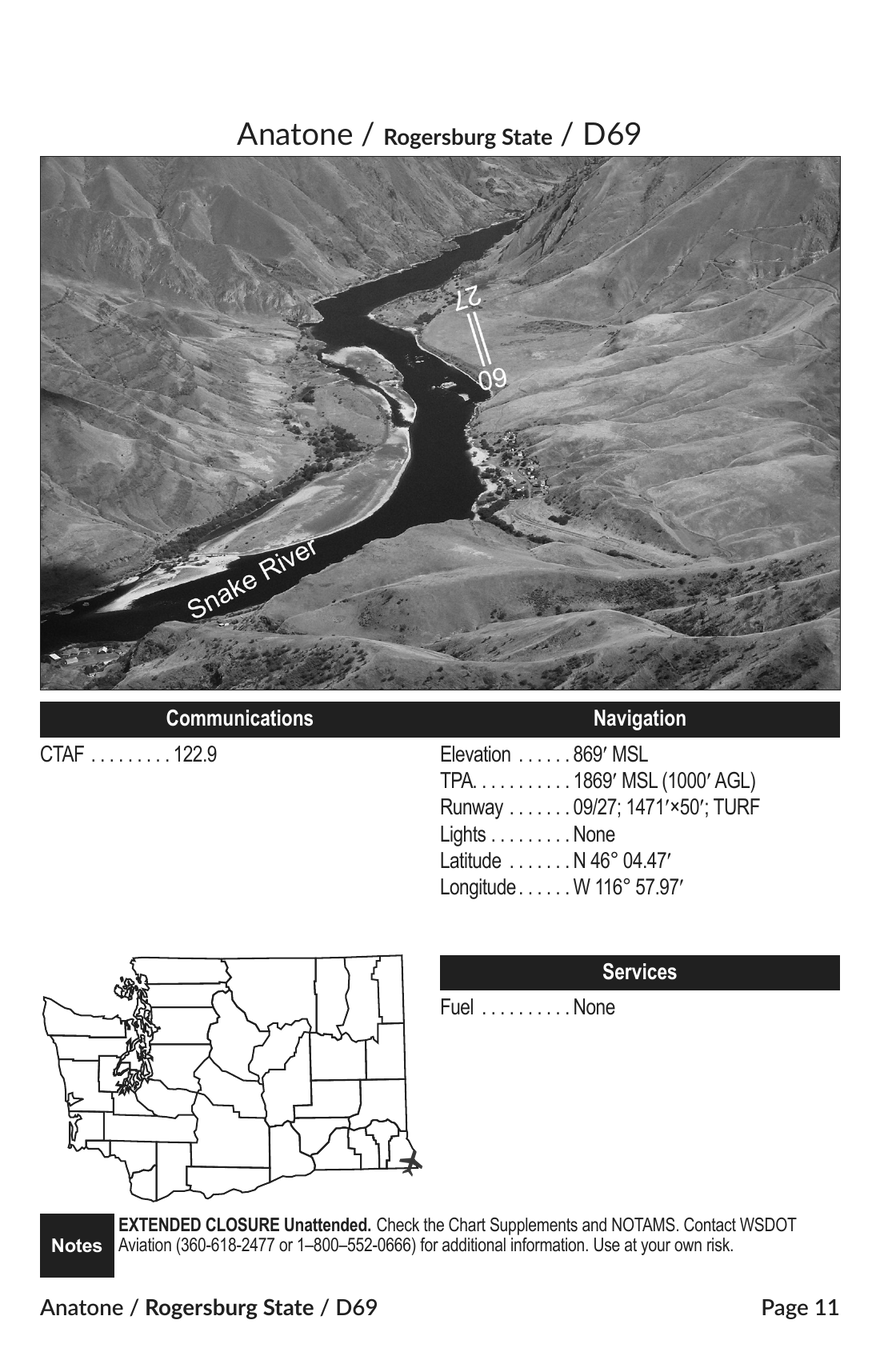 Anatone / Rogersburg State / D69
27
09
Snake River
Communications
CTAF . . . . . . . . . 122.9
Navigation
Elevation . . . . . . 869′ MSL
TPA. . . . . . . . . . . 1869′ MSL (1000′ AGL)
Runway . . . . . . . 09/27; 1471′×50′; TURF
Lights . . . . . . . . . None
Latitude . . . . . . . N 46° 04.47′
Longitude . . . . . . W 116° 57.97′
Services
Fuel . . . . . . . . . . None
Notes
EXTENDED CLOSURE Unattended. Check the Chart Supplements and NOTAMS. Contact WSDOT
Aviation (360-618-2477 or 1–800–552-0666) for additional information. Use at your own risk.
Anatone / Rogersburg State / D69
Page 11